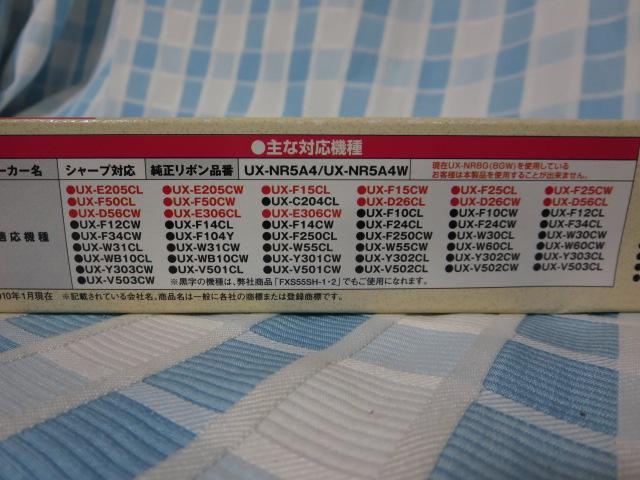 ●主な対応機種
ーカー名 シャープ対応 純正リボン品番 UX-NR5A4/UX-NR5A4W 現在UX-NR8G(8GW)を使用している
お客様は本製品を使用することが出来ません。
●UX-E205CL ●UX-E205CW ●UX-F15CL ●UX-F15CW ●UX-F25CL ●UX-F25CW
●UX-F50CL ●UX-F50CW ●UX-C204CL ●UX-D26CL ●UX-D26CW ●UX-D56CL
●UX-D56CW ●UX-E306CL ●UX-E306CW ●UX-F10CL ●UX-F10CW ●UX-F12CL
適応機種 ●UX-F12CW ●UX-F14CL ●UX-F14CW ●UX-F24CL ●UX-F24CW ●UX-F34CL
●UX-F34CW ●UX-F104Y ●UX-F250CL ●UX-F250CW ●UX-W30CL ●UX-W30CW
●UX-W31CL ●UX-W31CW ●UX-W55CL ●UX-W55CW ●UX-W60CL ●UX-W60CW
●UX-WB10CL ●UX-WB10CW ●UX-Y301CW ●UX-Y302CL ●UX-Y302CW ●UX-Y303CL
●UX-Y303CW ●UX-V501CL ●UX-V501CW ●UX-V502CL ●UX-V502CW ●UX-V503CL
●UX-V503CW ※黒字の機種は、弊社商品「FXS55SH-1・2」でもご使用になれます。
010年1月現在 ※記載されている会社名、商品名は一般に各社の商標または登録商標です。